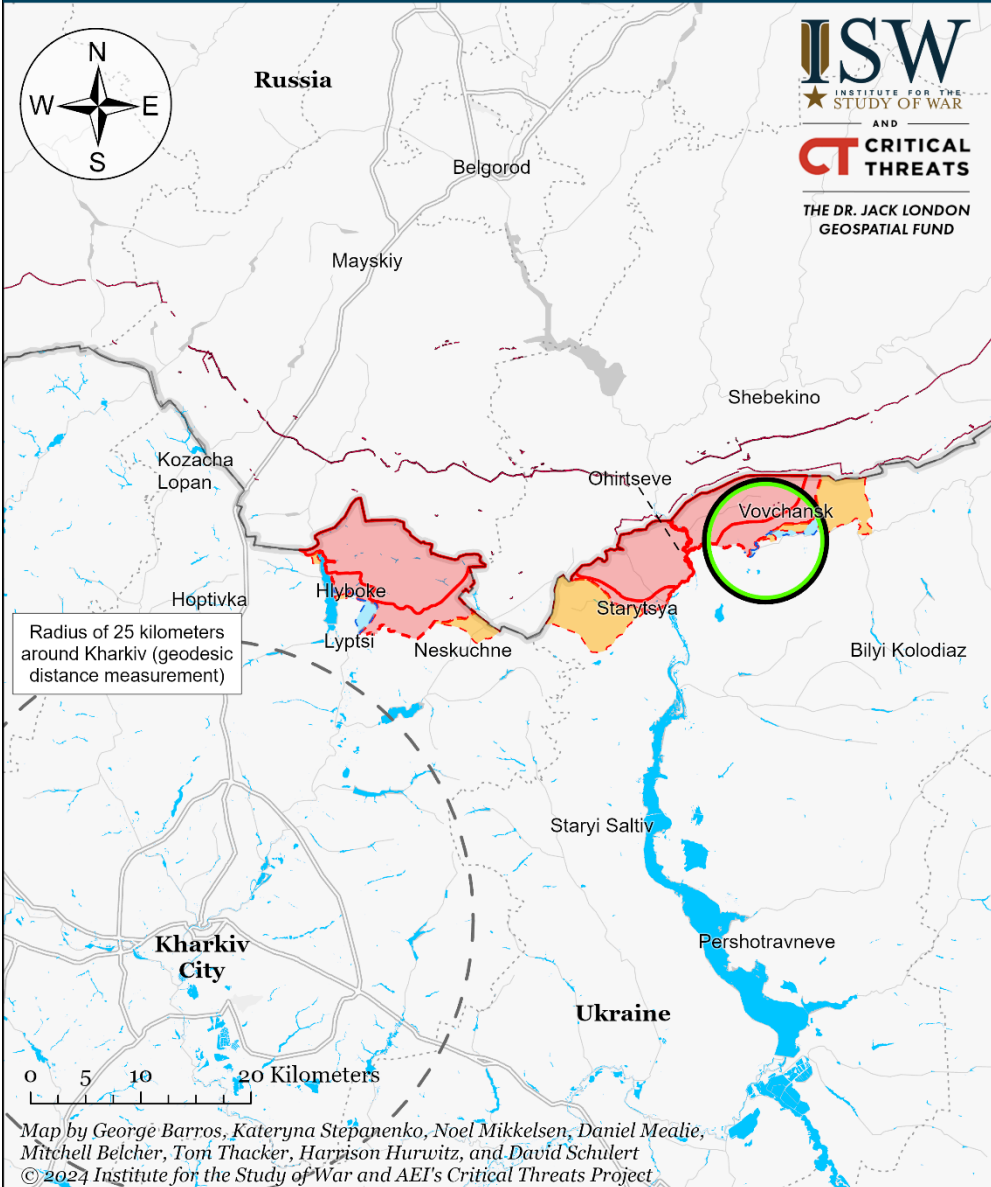 N
W
E
S
Russia
ISW
INSTITUTE FOR THE
STUDY OF WAR
AND
CT CRITICAL
THREATS
THE DR. JACK LONDON
GEOSPATIAL FUND
Belgorod
Mayskiy
Shebekino
Kozacha
Lopan
Ohirtseve
Vovchansk
Hoptivka
Hlyboke
Starytsya
Lyptsi
Neskuchne
Bilyi Kolodiaz
Radius of 25 kilometers
around Kharkiv (geodesic
distance measurement)
Staryi Saltiv
Pershotravneve
Kharkiv
City
Ukraine
0 5 10 20 Kilometers
Map by George Barros, Kateryna Stepanenko, Noel Mikkelsen, Daniel Mealie,
Mitchell Belcher, Tom Thacker, Harrison Hurwitz, and David Schulert
© 2024 Institute for the Study of War and AEI's Critical Threats Project